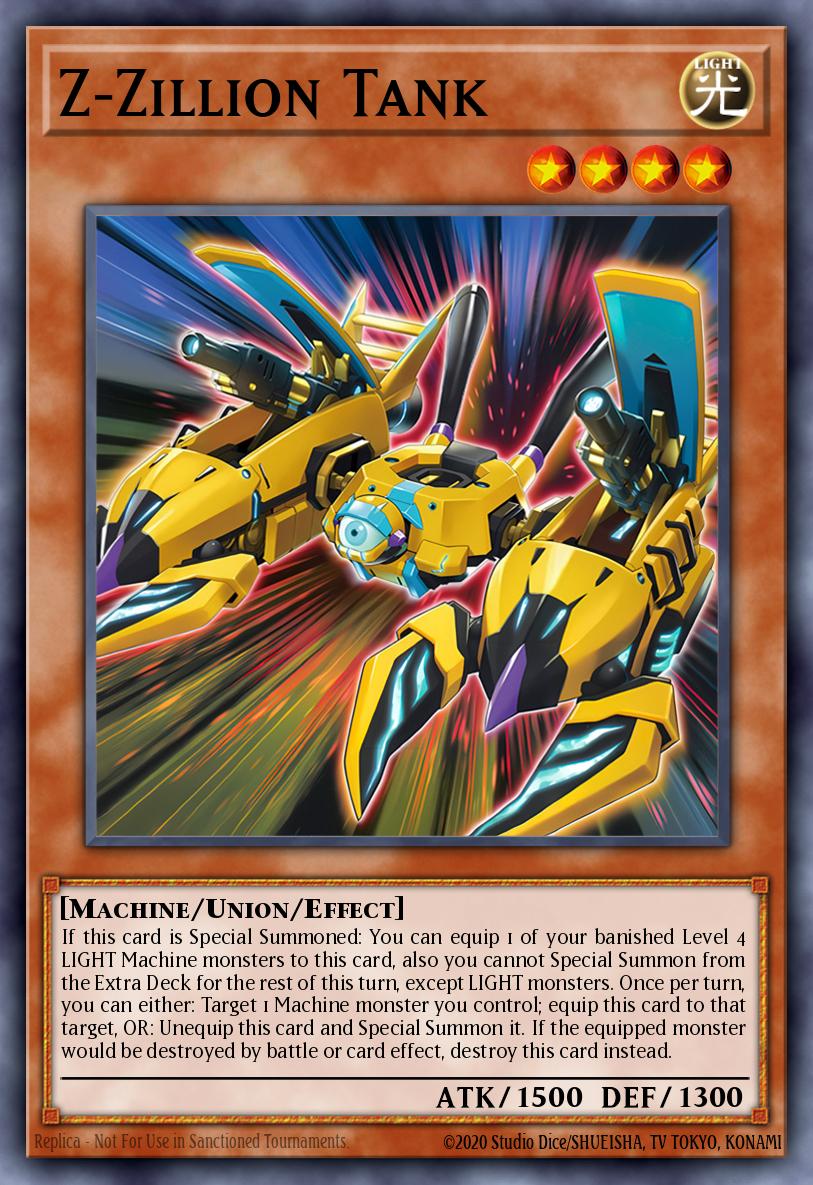 Z-Zillion Tank
LIGHT
光
[Machine/Union/Effect]
If this card is Special Summoned: You can equip 1 of your banished Level 4
LIGHT Machine monsters to this card, also you cannot Special Summon from
the Extra Deck for the rest of this turn, except LIGHT monsters. Once per turn,
you can either: Target 1 Machine monster you control; equip this card to that
target, OR: Unequip this card and Special Summon it. If the equipped monster
would be destroyed by battle or card effect, destroy this card instead.
ATK/1500 DEF/1300
Replica - Not For Use in Sanctioned Tournaments.
©2020 Studio Dice/SHUEISHA, TV TOKYO, KONAMI